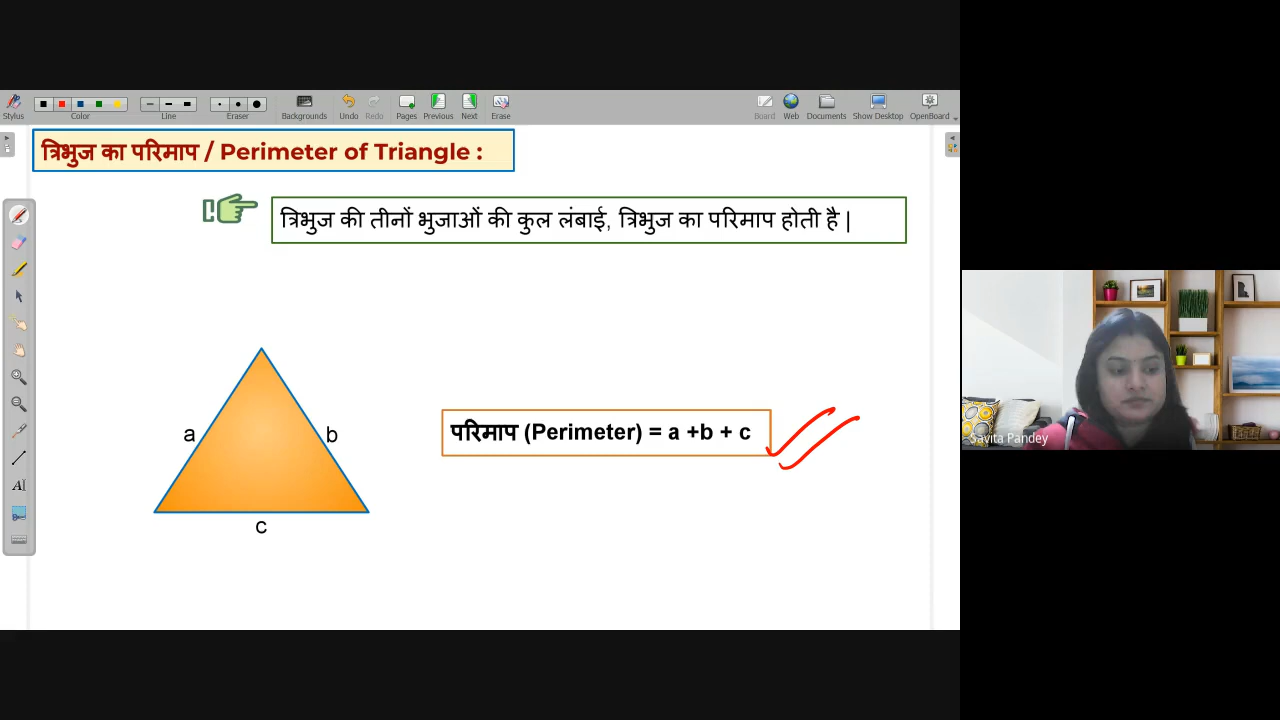 Stylus
Color
Line
Eraser
Backgrounds
Undo
Redo
Pages
Previous
Next
Erase
Board
Web
Documents
Show Desktop
OpenBoard
त्रिभुज का परिमाप / Perimeter of Triangle :
त्रिभुज की तीनों भुजाओं की कुल लंबाई, त्रिभुज का परिमाप होती है |
a
b
c
परिमाप (Perimeter) = a +b + c
Savita Pandey